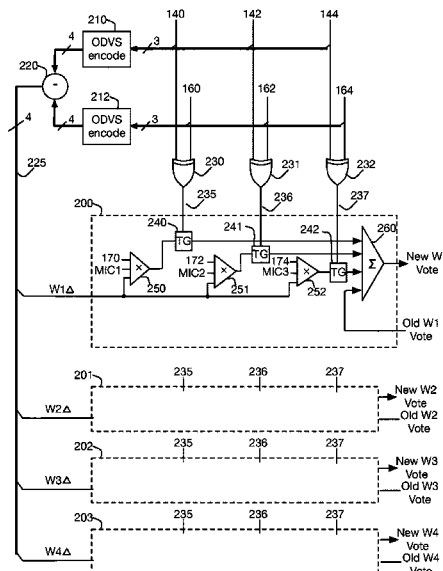 210
140
142
144
4
ODVS
encode
3
220
-
160
162
164
212
4
ODVS
encode
3
4
230
231
232
225
235
236
237
200
240
241
242
260
TG
TG
TG
170
MIC1
×
172
MIC2
×
174
MIC3
×
Σ
New W
Vote
250
251
252
W1Δ
Old W1
Vote
201
235
236
237
New W2
Vote
W2Δ
Old W2
Vote
202
235
236
237
New W3
Vote
W3Δ
Old W3
Vote
203
235
236
237
New W4
Vote
W4Δ
Old W4
Vote